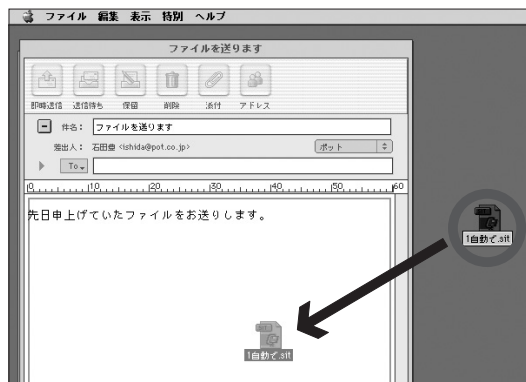 ファイル 編集 表示 特別 ヘルプ
ファイルを送ります
即時送信 送信待ち 保留 削除 添付 アドレス
件名： ファイルを送ります
差出人： 石田豊 <ishida@pot.co.jp> ポット
To
0 10 20 30 40 50 60
先日申上げていたファイルをお送りします。
1自動で.sit
1自動で.sit